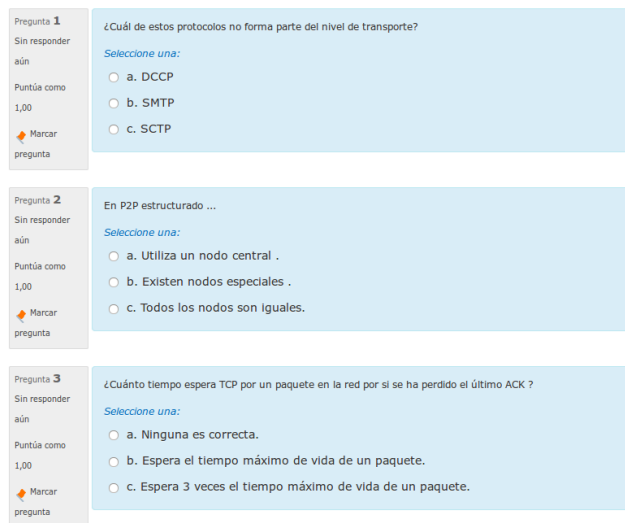 Pregunta 1
Sin responder
aún
Puntúa como
1,00
Marcar
pregunta
¿Cuál de estos protocolos no forma parte del nivel de transporte?
Seleccione una:
a. DCCP
b. SMTP
c. SCTP
Pregunta 2
Sin responder
aún
Puntúa como
1,00
Marcar
pregunta
En P2P estructurado ...
Seleccione una:
a. Utiliza un nodo central .
b. Existen nodos especiales .
c. Todos los nodos son iguales.
Pregunta 3
Sin responder
aún
Puntúa como
1,00
Marcar
pregunta
¿Cuánto tiempo espera TCP por un paquete en la red por si se ha perdido el último ACK ?
Seleccione una:
a. Ninguna es correcta.
b. Espera el tiempo máximo de vida de un paquete.
c. Espera 3 veces el tiempo máximo de vida de un paquete.